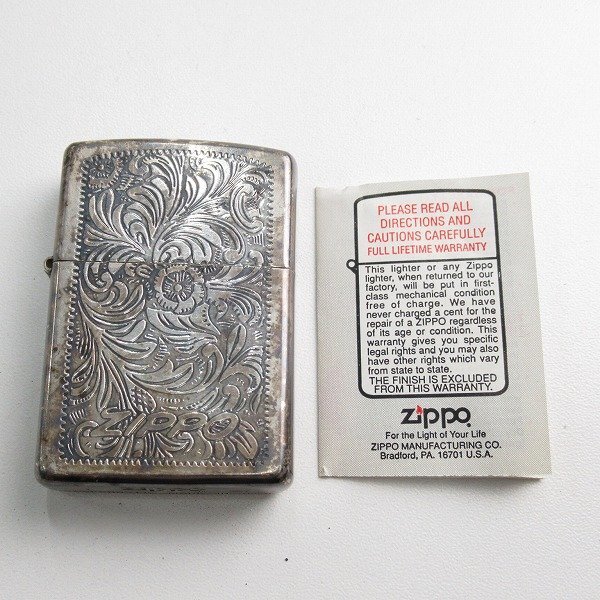 Zippo
PLEASE READ ALL
DIRECTIONS AND
CAUTIONS CAREFULLY
FULL LIFETIME WARRANTY
This lighter or any Zippo
lighter, when returned to our
factory, will be put in first-
class mechanical condition
free of charge. We have
never charged a cent for the
repair of a ZIPPO regardless
of its age or condition. This
warranty gives you specific
legal rights and you may also
have other rights which vary
from state to state.
THE FINISH IS EXCLUDED
FROM THIS WARRANTY.
Zippo
For the Light of Your Life
ZIPPO MANUFACTURING CO.
Bradford, PA. 16701 U.S.A.